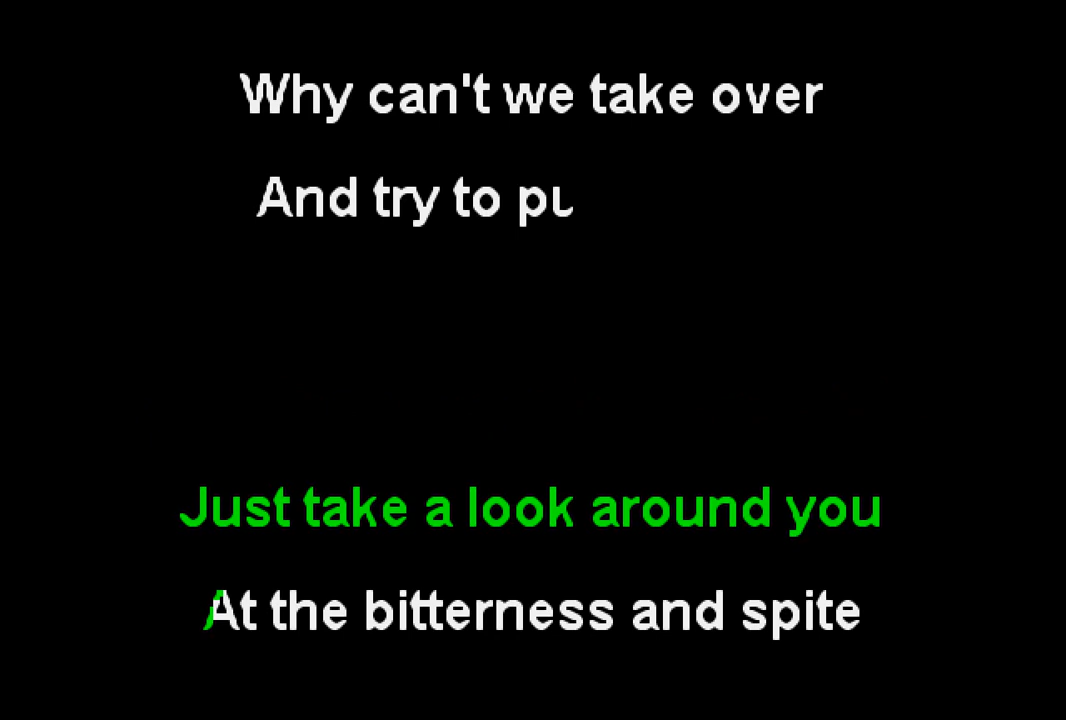 Why can't we take over
And try to pu
Just take a look around you
At the bitterness and spite